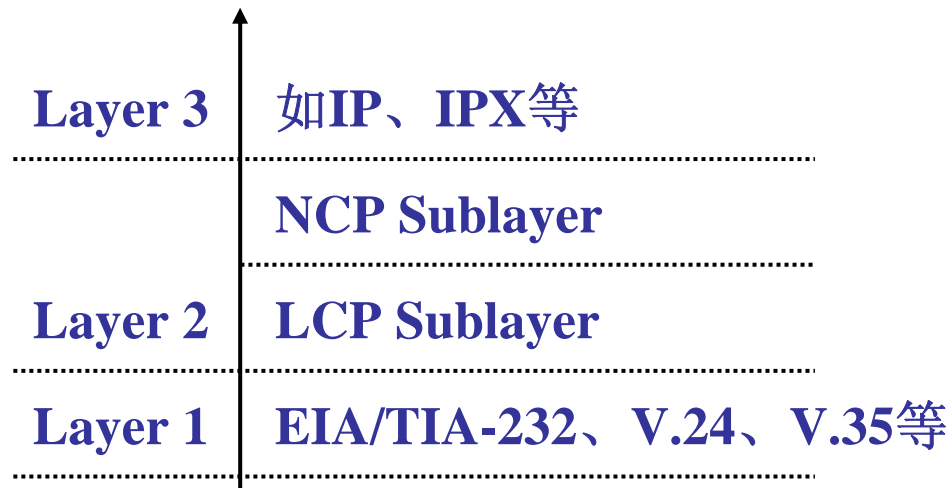 Layer 3 如IP、IPX等
NCP Sublayer
Layer 2 LCP Sublayer
Layer 1 EIA/TIA-232、V.24、V.35等